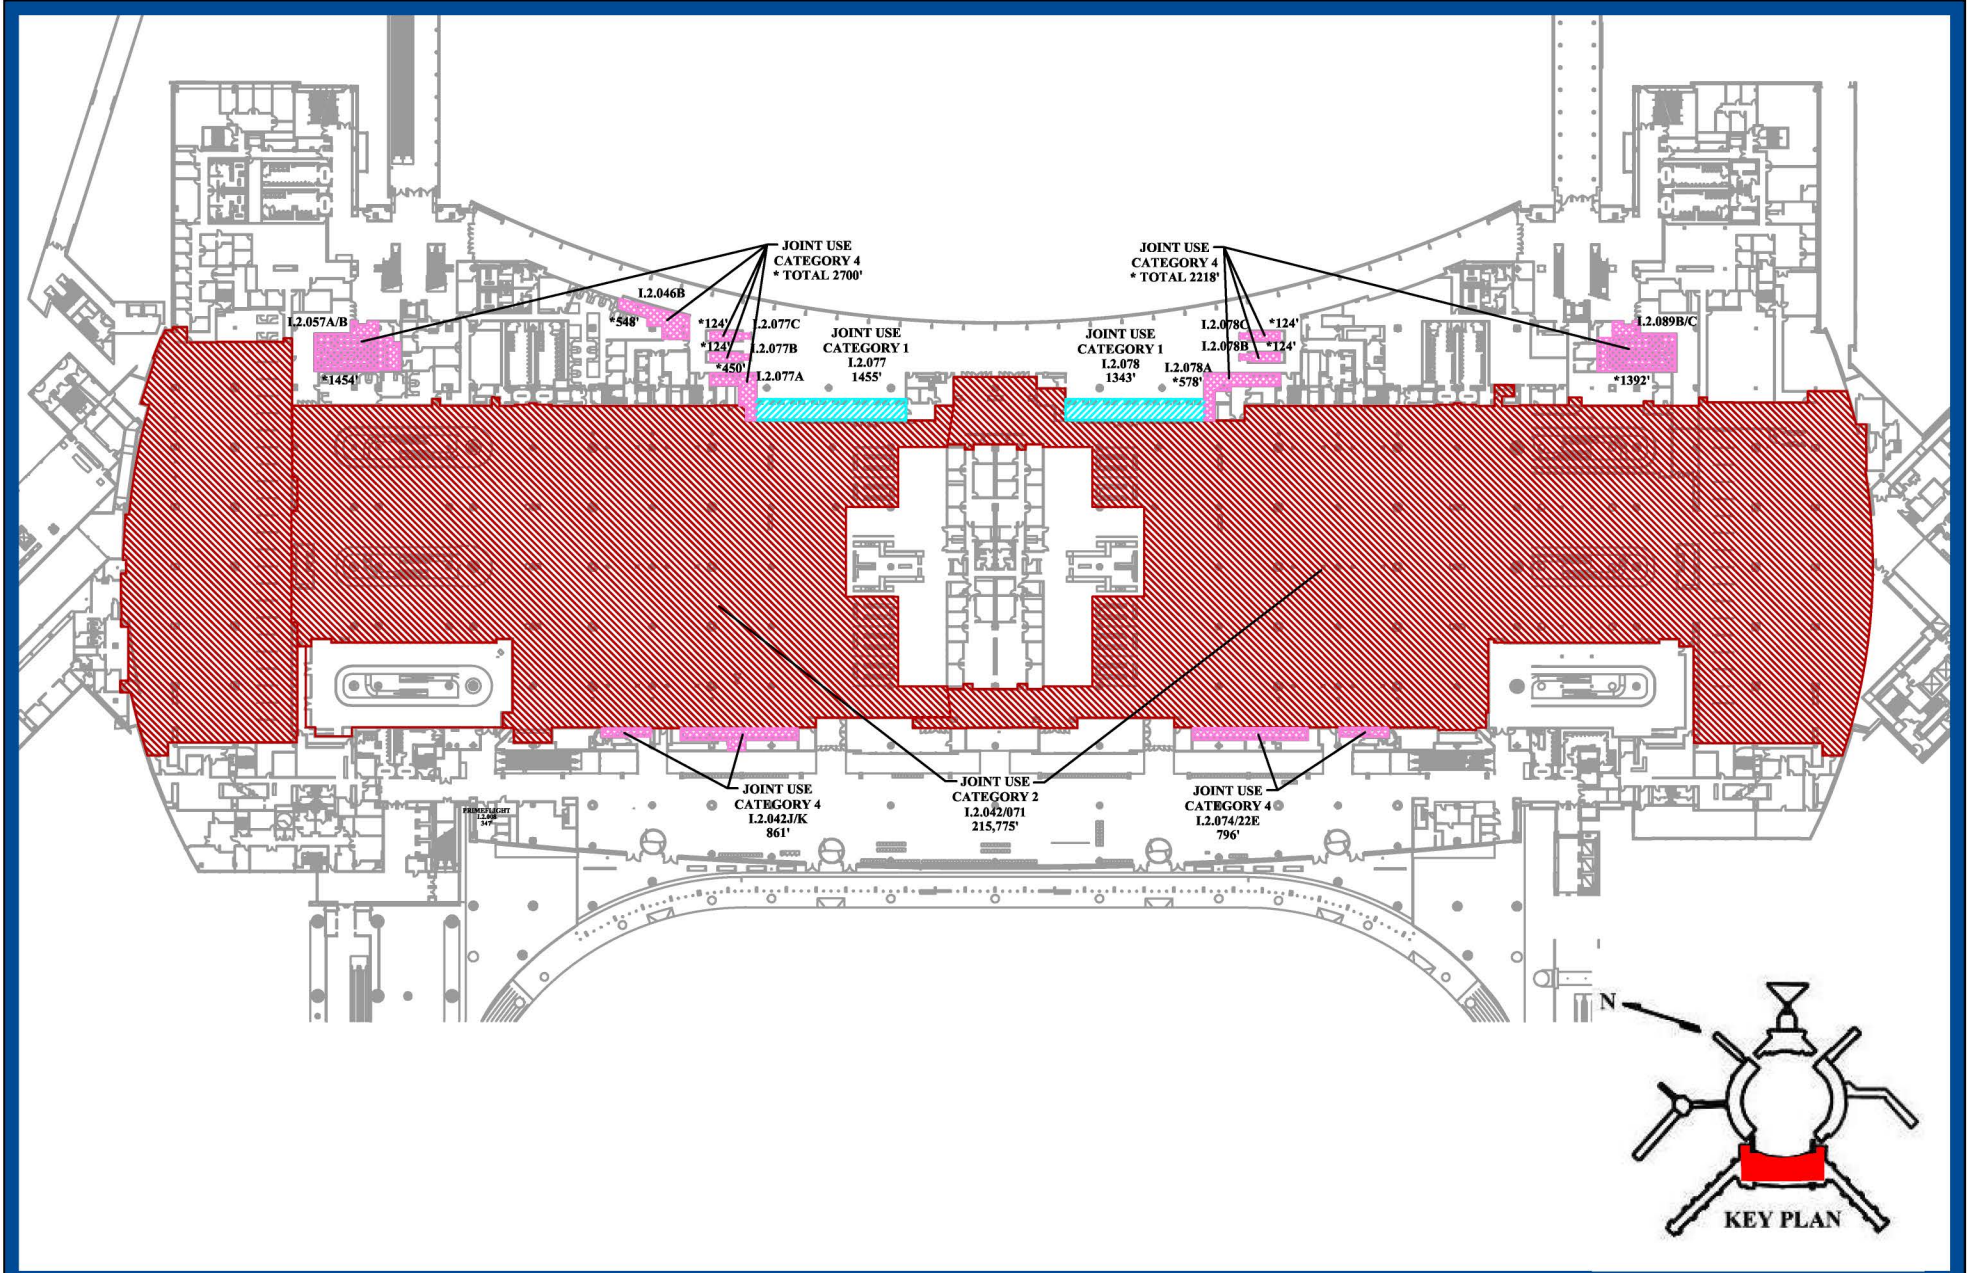 JOINT USE
CATEGORY 4
* TOTAL 2700'
JOINT USE
CATEGORY 4
* TOTAL 2218'
I.2.046B
*548'
I.2.057A/B
*1454'
*124'
I.2.077C
*124'
I.2.077B
*450'
I.2.077A
JOINT USE
CATEGORY 1
I.2.077
1455'
JOINT USE
CATEGORY 1
I.2.078
1343'
I.2.078C
*124'
I.2.078B
*124'
I.2.078A
*578'
I.2.089B/C
*1392'
JOINT USE
CATEGORY 4
I.2.042J/K
861'
JOINT USE
CATEGORY 2
I.2.042/071
215,775'
JOINT USE
CATEGORY 4
I.2.074/22E
796'
PRIMEFLIGHT
I.2.008
347'
N
KEY PLAN